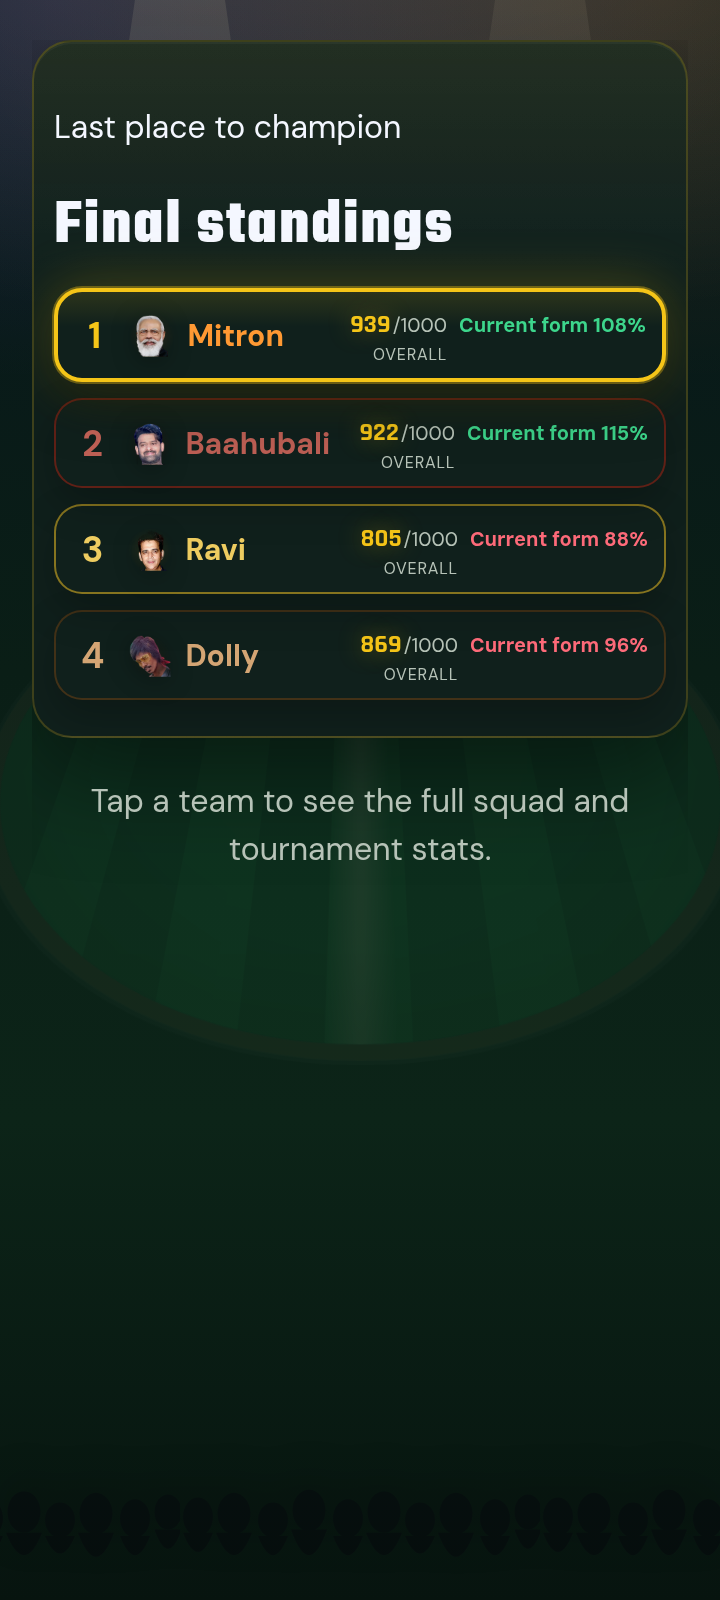 Last place to champion
Final standings
1 Mitron 939/1000 Current form 108%
OVERALL
2 Baahubali 922/1000 Current form 115%
OVERALL
3 Ravi 805/1000 Current form 88%
OVERALL
4 Dolly 869/1000 Current form 96%
OVERALL
Tap a team to see the full squad and
tournament stats.